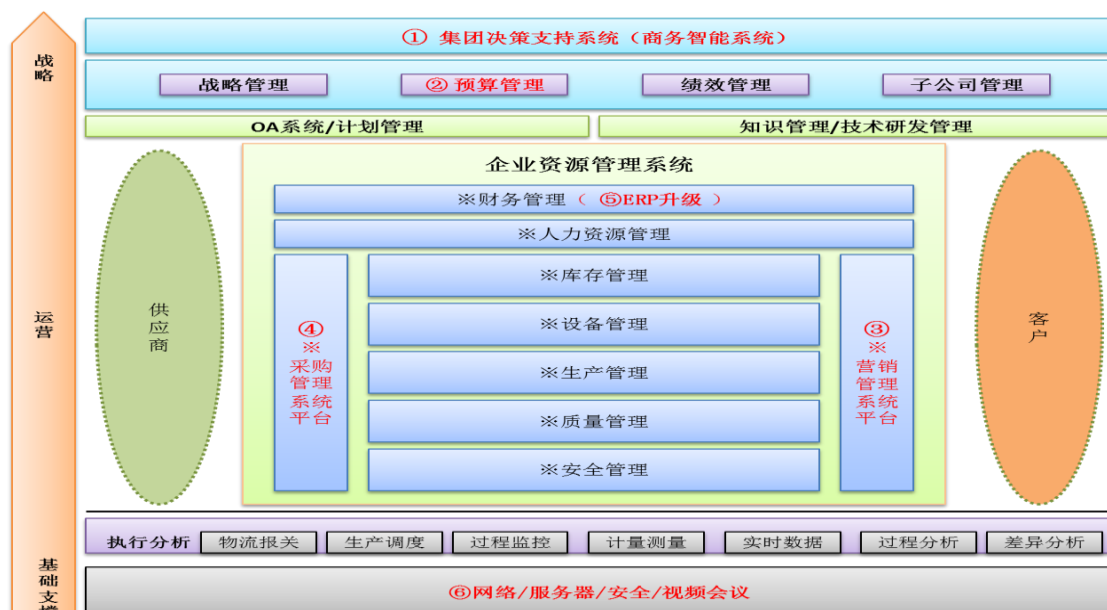 战略
① 集团决策支持系统（商务智能系统）
战略管理
②预算管理
绩效管理
子公司管理
OA系统/计划管理
知识管理/技术研发管理
运营
供应商
企业资源管理系统
※财务管理（ ⑤ERP升级 ）
※人力资源管理
④
※
采购
管理
系统
平台
※库存管理
※设备管理
※生产管理
※质量管理
※安全管理
③
※
营销
管理
系统
平台
客户
执行分析
物流报关
生产调度
过程监控
计量测量
实时数据
过程分析
差异分析
基础支撑
⑥网络/服务器/安全/视频会议